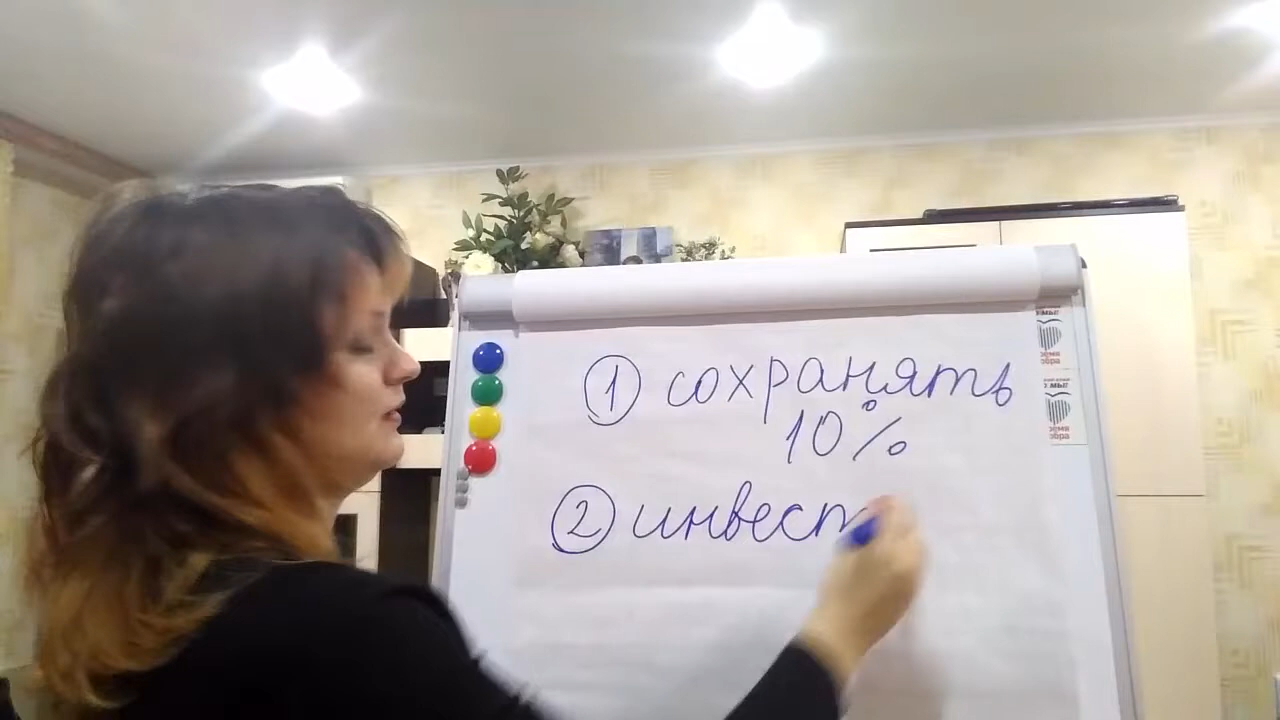 ① сохранять
10%
② инвест